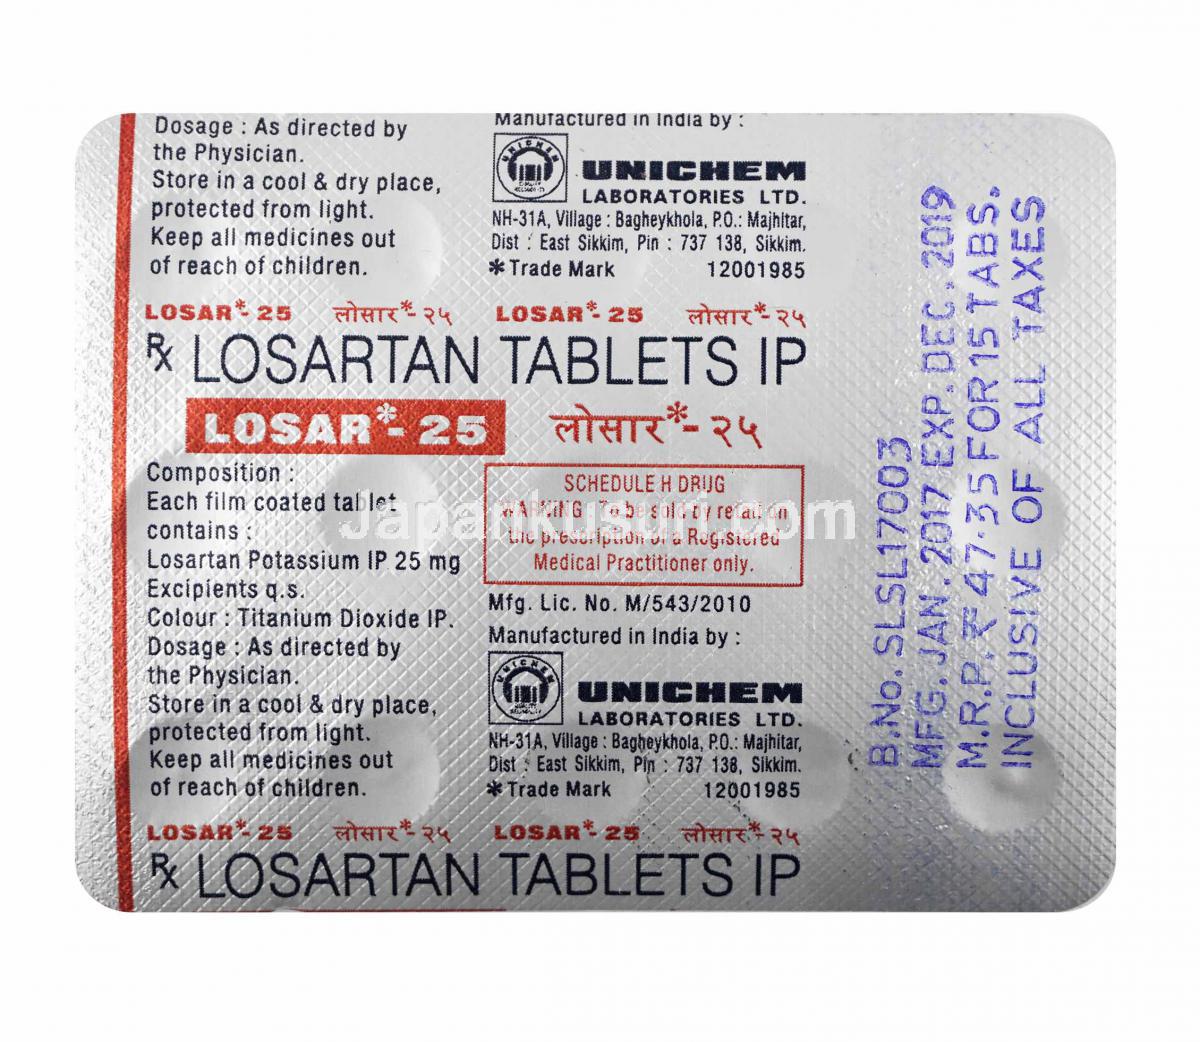 Dosage : As directed by
the Physician.
Store in a cool & dry place,
protected from light.
Keep all medicines out
of reach of children.
Manufactured in India by :
UNICHEM
UNICHEM
LABORATORIES LTD.
NH-31A, Village : Bagheykhola, P.O.: Majhitar,
Dist : East Sikkim, Pin : 737 138, Sikkim.
* Trade Mark 12001985
LOSAR*- 25 लोसार*- २५ LOSAR*- 25 लोसार*- २५
Rx LOSARTAN TABLETS IP
LOSAR*- 25 लोसार*- २५
Composition :
Each film coated tablet
contains :
Losartan Potassium IP 25 mg
Excipients q.s.
Colour : Titanium Dioxide IP.
Dosage : As directed by
the Physician.
Store in a cool & dry place,
protected from light.
Keep all medicines out
of reach of children.
SCHEDULE H DRUG
WARNING : To be sold by retail on
the prescription of a Registered
Medical Practitioner only.
Mfg. Lic. No. M/543/2010
Manufactured in India by :
UNICHEM
UNICHEM
LABORATORIES LTD.
NH-31A, Village : Bagheykhola, P.O.: Majhitar,
Dist : East Sikkim, Pin : 737 138, Sikkim.
* Trade Mark 12001985
LOSAR*- 25 लोसार*- २५ LOSAR*- 25 लोसार*- २५
Rx LOSARTAN TABLETS IP
B.No. SLSL17003
MFG. JAN. 2017 EXP. DEC. 2019
M.R.P. ₹ 47.35 FOR 15 TABS.
INCLUSIVE OF ALL TAXES
Japankusuri.com